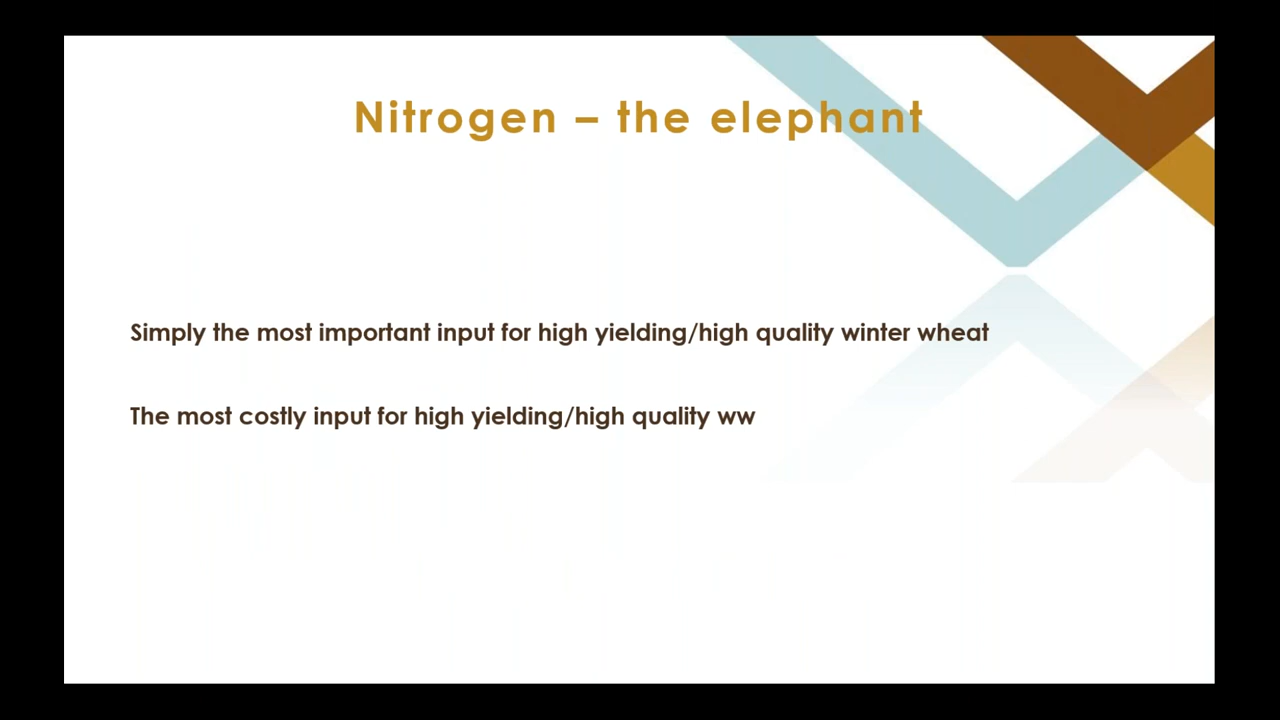 Nitrogen – the elephant
Simply the most important input for high yielding/high quality winter wheat
The most costly input for high yielding/high quality ww